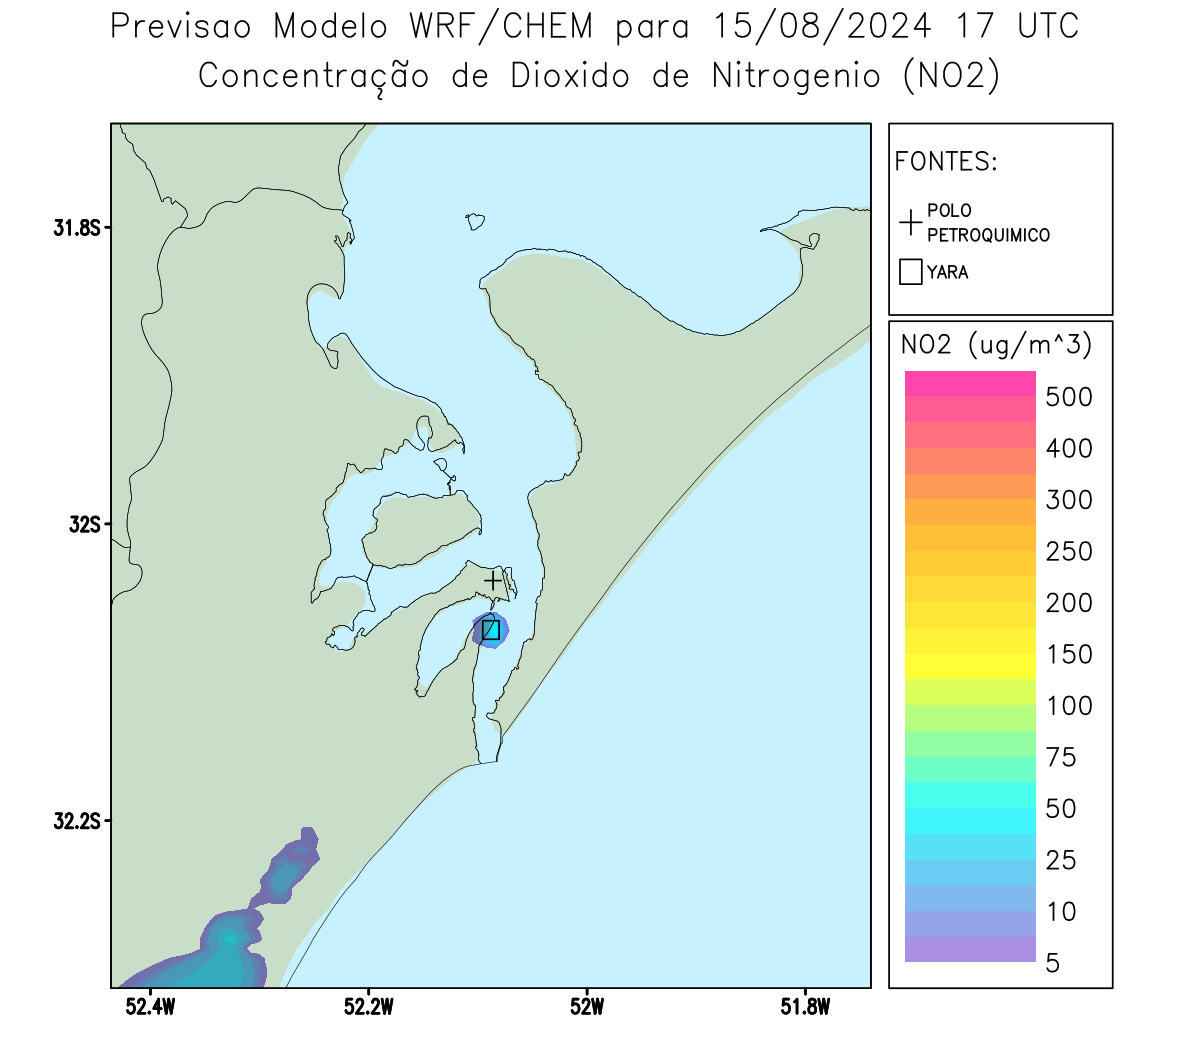 Previsao Modelo WRF/CHEM para 15/08/2024 17 UTC
Concentração de Dioxido de Nitrogenio (NO2)
FONTES:
POLO
PETROQUIMICO
YARA
31.8S
32S
32.2S
52.4W
52.2W
52W
51.8W
NO2 (ug/m^3)
500
400
300
250
200
150
100
75
50
25
10
5